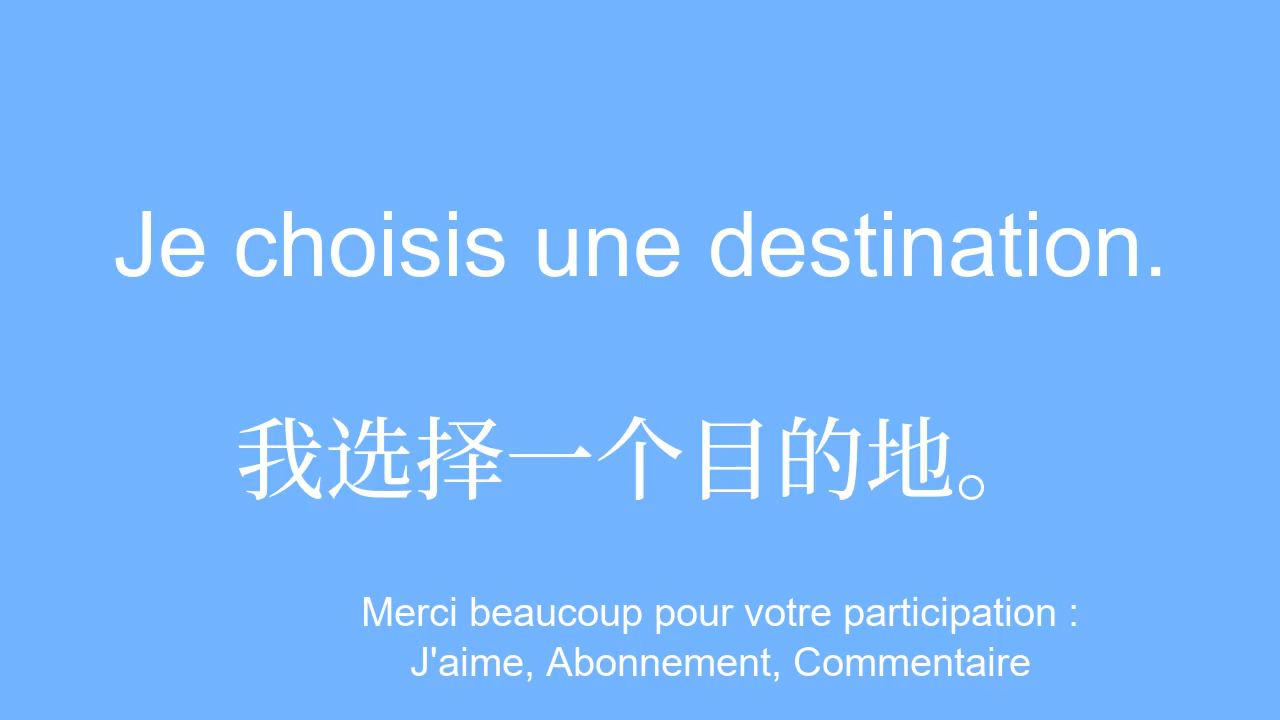 Je choisis une destination.
我选择一个目的地。
Merci beaucoup pour votre participation :
J'aime, Abonnement, Commentaire